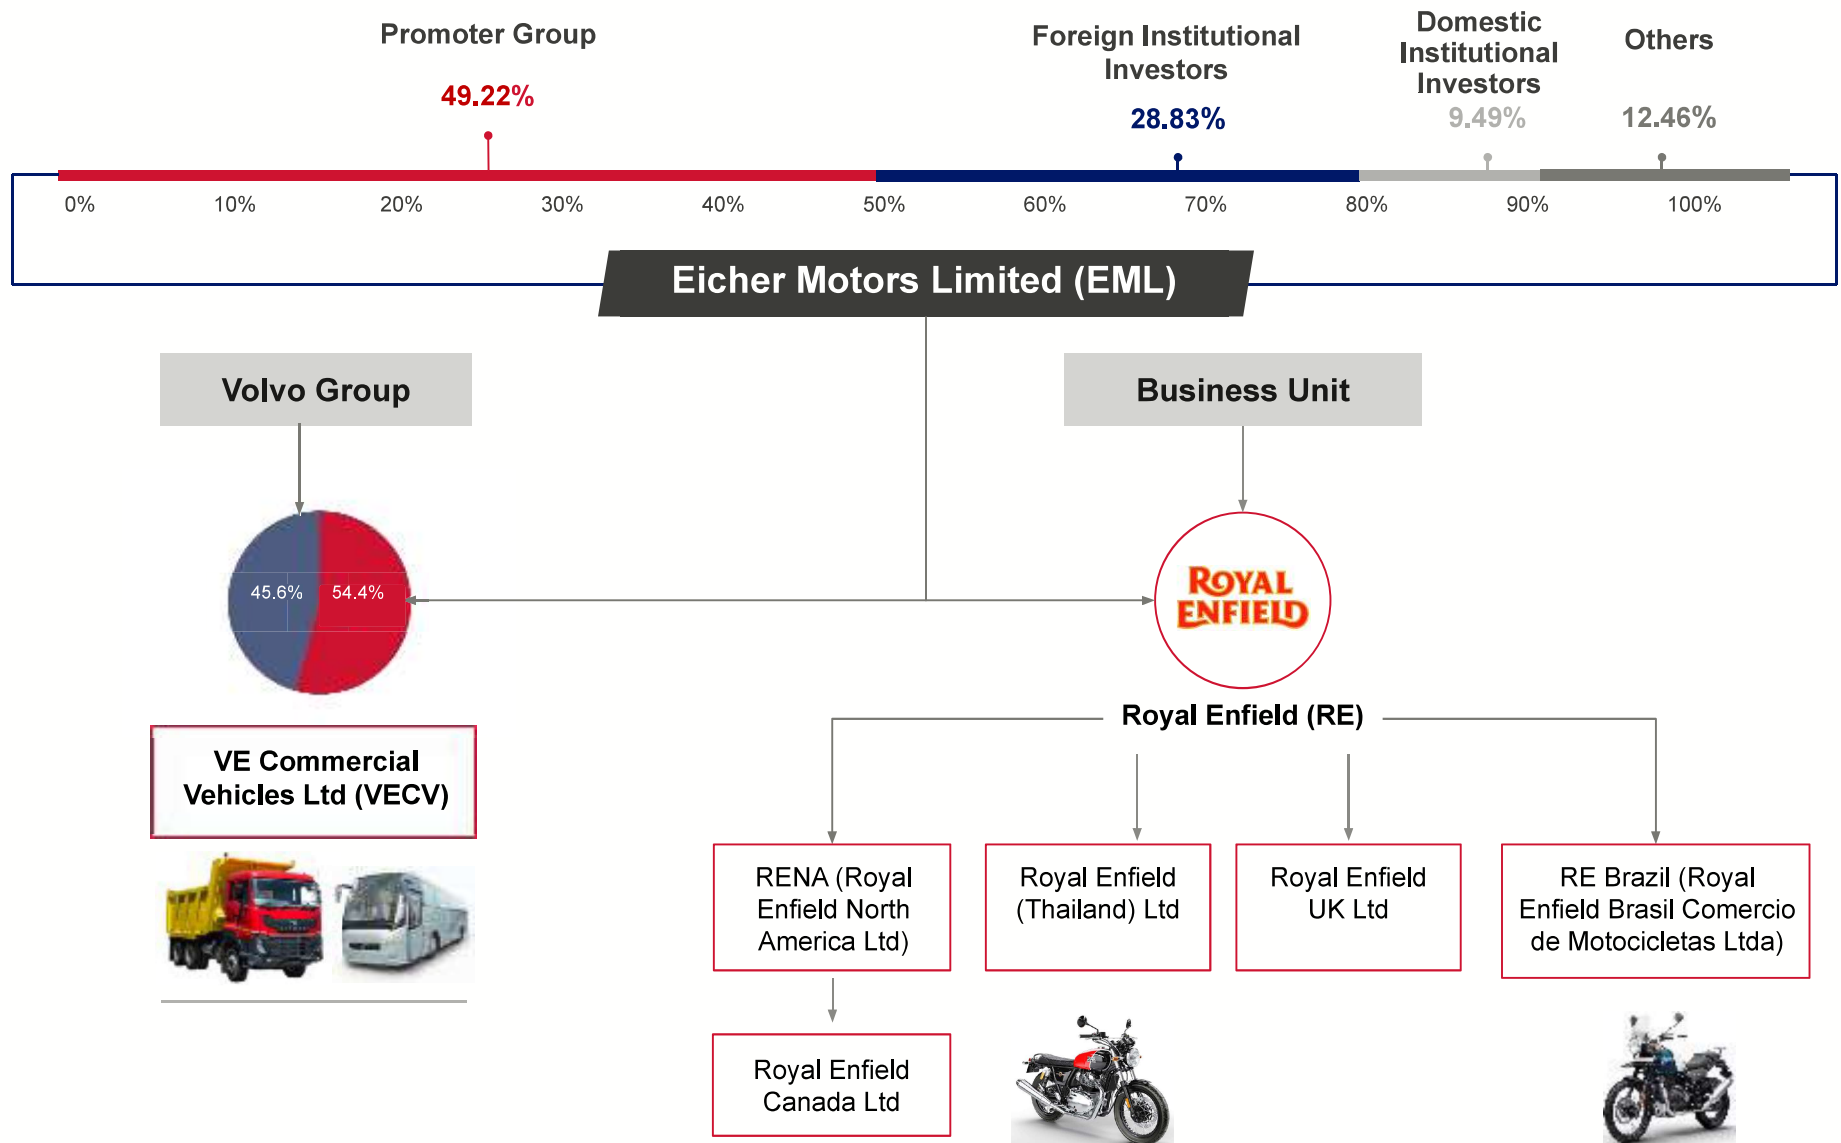 Promoter Group
49.22%
Foreign Institutional
Investors
28.83%
Domestic
Institutional
Investors
9.49%
Others
12.46%
0% 10% 20% 30% 40% 50% 60% 70% 80% 90% 100%
Eicher Motors Limited (EML)
Volvo Group
Business Unit
45.6% 54.4%
ROYAL
ENFIELD
VE Commercial
Vehicles Ltd (VECV)
Royal Enfield (RE)
RENA (Royal
Enfield North
America Ltd)
Royal Enfield
(Thailand) Ltd
Royal Enfield
UK Ltd
RE Brazil (Royal
Enfield Brasil Comercio
de Motocicletas Ltda)
Royal Enfield
Canada Ltd